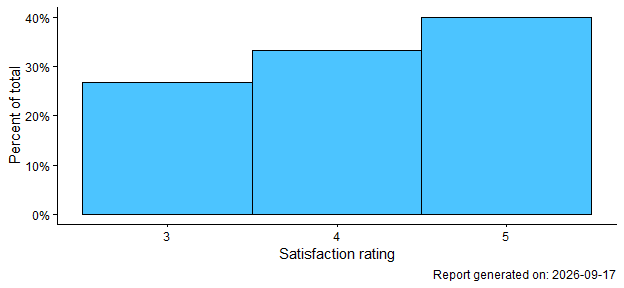 40%
30%
20%
10%
0%
Percent of total
3 4 5
Satisfaction rating
Report generated on: 2026-09-17